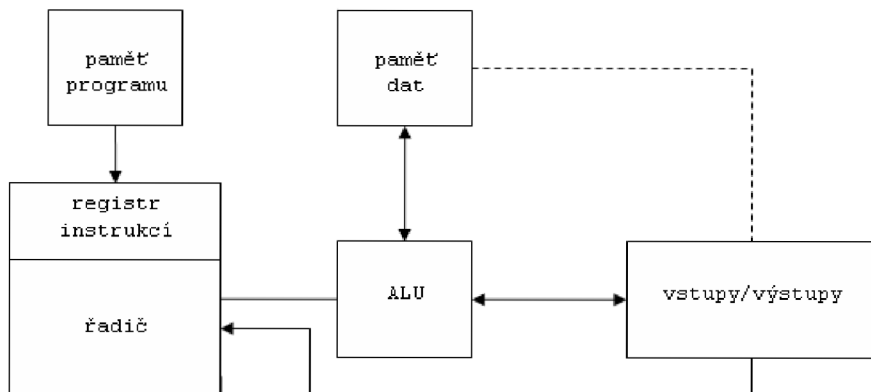 paměť
programu
paměť
dat
registr
instrukcí
ALU
vstupy/výstupy
řadič